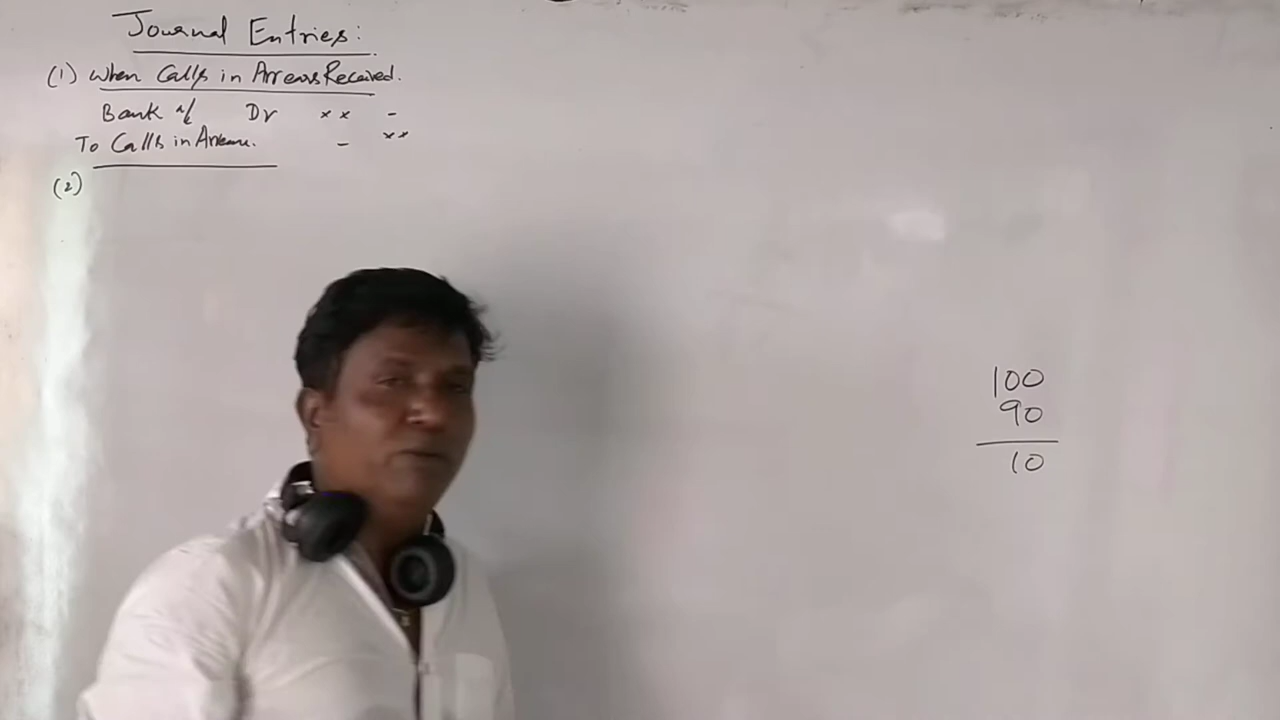 Journal Entries:
(1) When Calls in Arrears Received.
Bank a/c Dr xx -
To Calls in Arrears. - xx
(2)
100
90
10